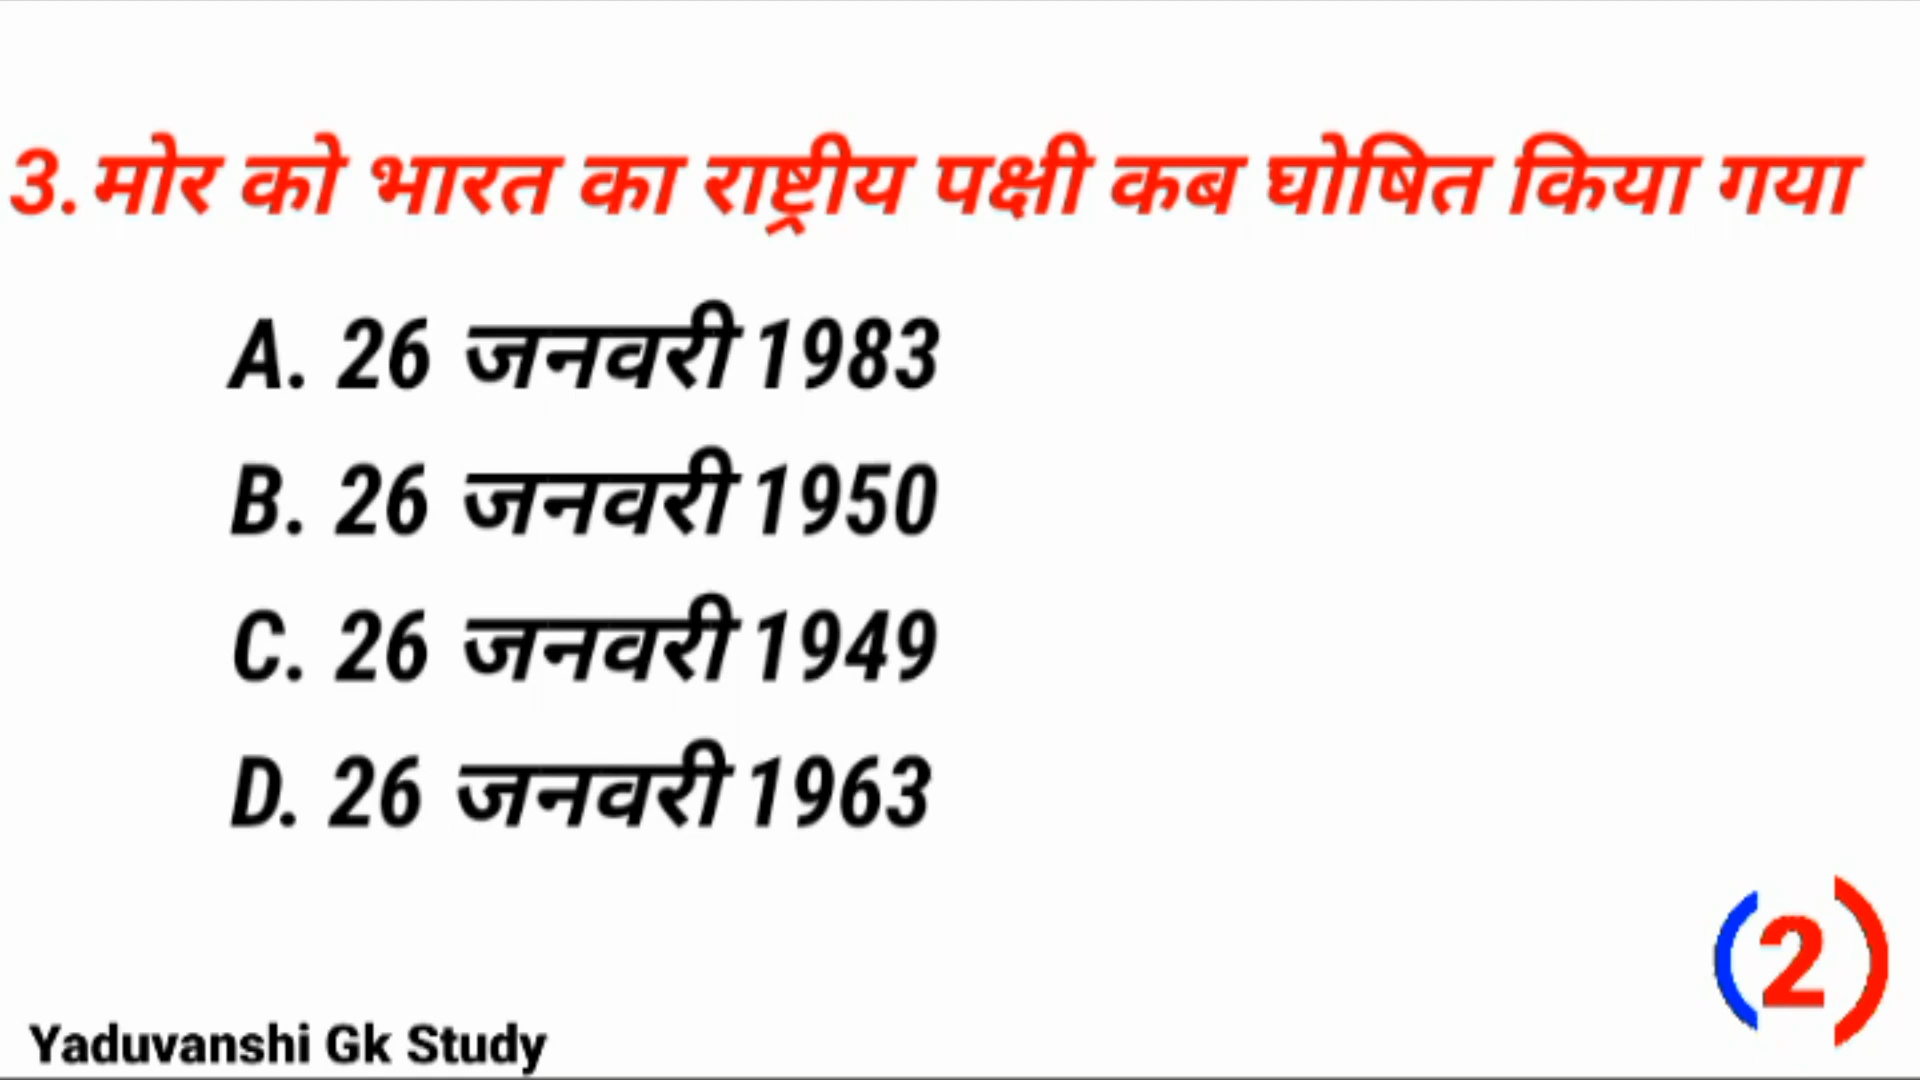 3. मोर को भारत का राष्ट्रीय पक्षी कब घोषित किया गया
A. 26 जनवरी 1983
B. 26 जनवरी 1950
C. 26 जनवरी 1949
D. 26 जनवरी 1963
2
Yaduvanshi Gk Study